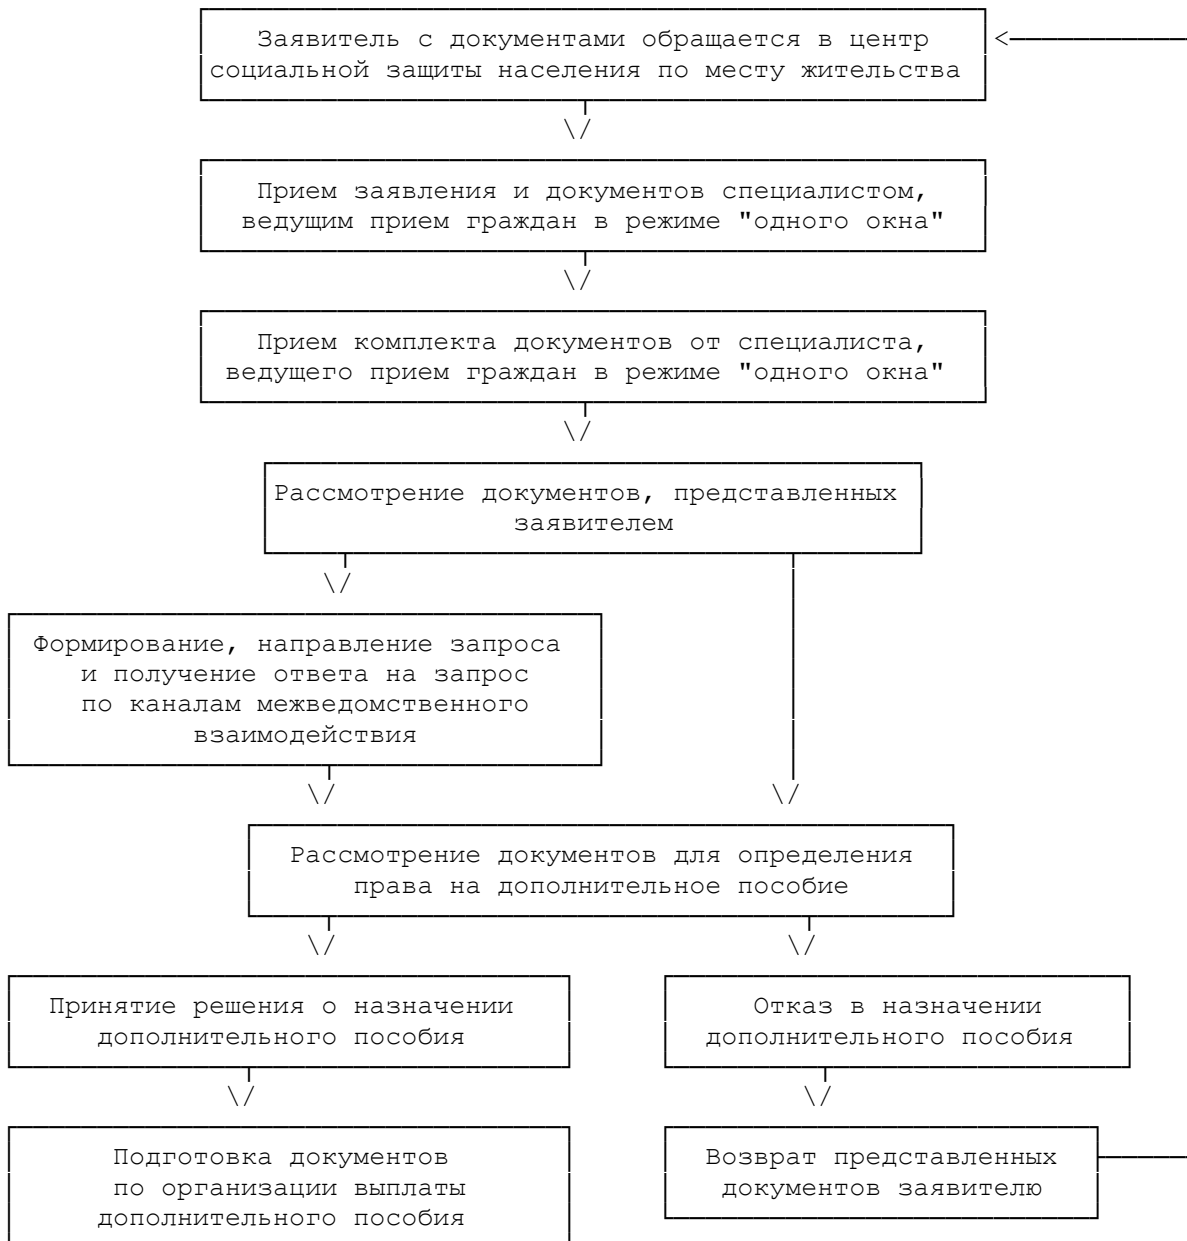 Заявитель с документами обращается в центр
социальной защиты населения по месту жительства
Прием заявления и документов специалистом,
ведущим прием граждан в режиме "одного окна"
Прием комплекта документов от специалиста,
ведущего прием граждан в режиме "одного окна"
Рассмотрение документов, представленных
заявителем
Формирование, направление запроса
и получение ответа на запрос
по каналам межведомственного
взаимодействия
Рассмотрение документов для определения
права на дополнительное пособие
Принятие решения о назначении
дополнительного пособия
Отказ в назначении
дополнительного пособия
Подготовка документов
по организации выплаты
дополнительного пособия
Возврат представленных
документов заявителю